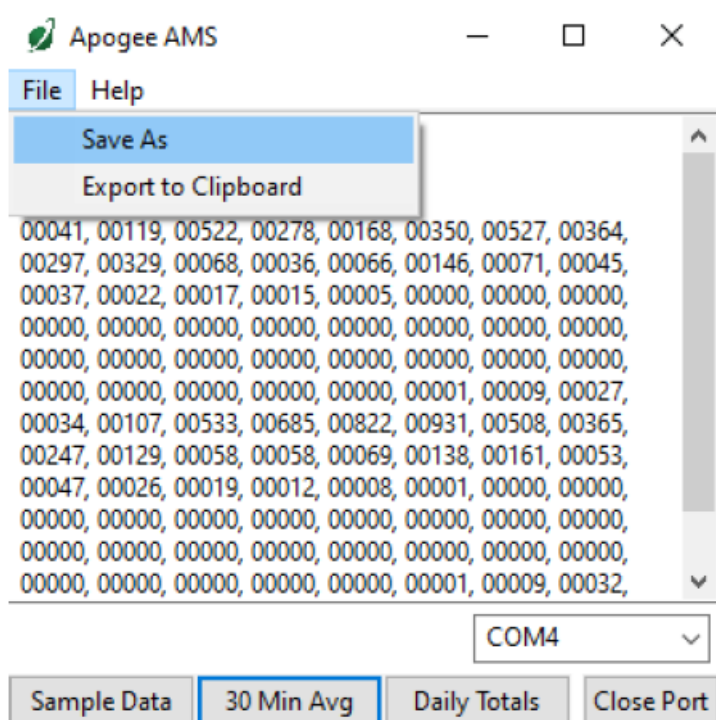 Apogee AMS
File Help
Save As
Export to Clipboard
00041, 00119, 00522, 00278, 00168, 00350, 00527, 00364,
00297, 00329, 00068, 00036, 00066, 00146, 00071, 00045,
00037, 00022, 00017, 00015, 00005, 00000, 00000, 00000,
00000, 00000, 00000, 00000, 00000, 00000, 00000, 00000,
00000, 00000, 00000, 00000, 00000, 00000, 00000, 00000,
00000, 00000, 00000, 00000, 00000, 00001, 00009, 00027,
00034, 00107, 00533, 00685, 00822, 00931, 00508, 00365,
00247, 00129, 00058, 00058, 00069, 00138, 00161, 00053,
00047, 00026, 00019, 00012, 00008, 00001, 00000, 00000,
00000, 00000, 00000, 00000, 00000, 00000, 00000, 00000,
00000, 00000, 00000, 00000, 00000, 00000, 00000, 00000,
00000, 00000, 00000, 00000, 00000, 00001, 00009, 00032,
COM4
Sample Data 30 Min Avg Daily Totals Close Port